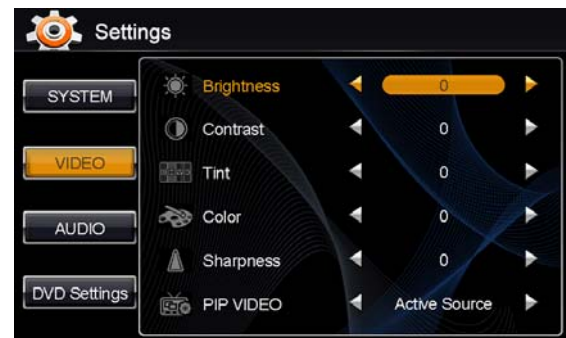 Settings
SYSTEM
VIDEO
AUDIO
DVD Settings
Brightness 0
Contrast 0
Tint 0
Color 0
Sharpness 0
PIP VIDEO Active Source